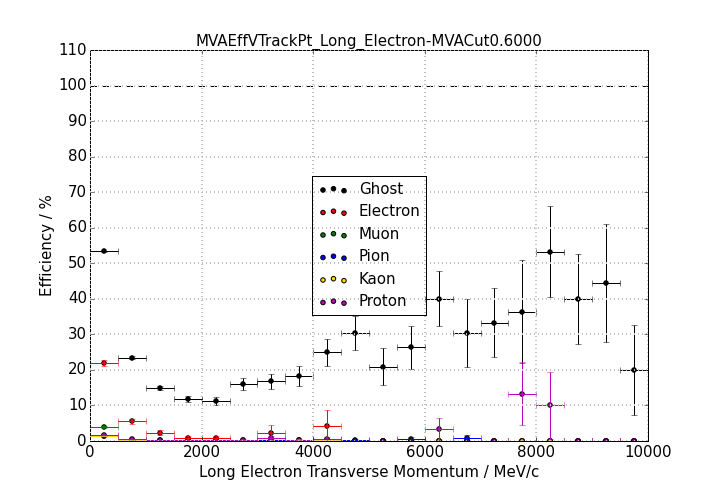 MVAEffVTrackPt_Long_Electron-MVACut0.6000
110
100
90
80
70
60
50
40
30
20
10
0
Efficiency / %
Ghost
Electron
Muon
Pion
Kaon
Proton
0 2000 4000 6000 8000 10000
Long Electron Transverse Momentum / MeV/c